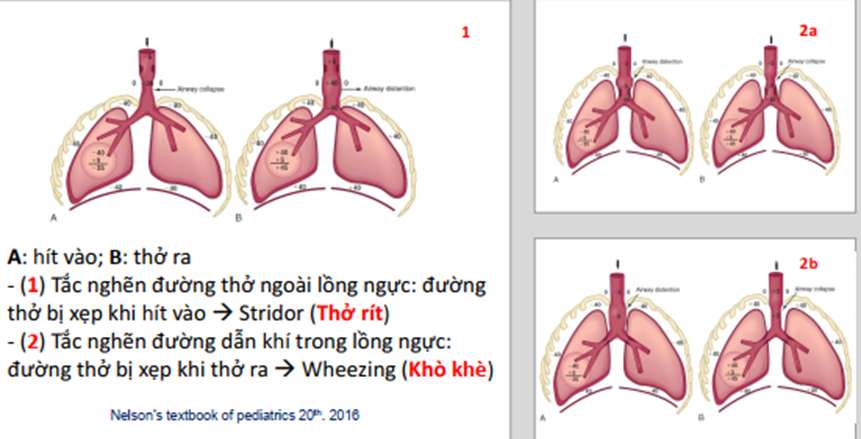 1
Airway collapse
Airway distention
A
B
A: hít vào; B: thở ra
- (1) Tắc nghẽn đường thở ngoài lồng ngực: đường
thở bị xẹp khi hít vào → Stridor (Thở rít)
- (2) Tắc nghẽn đường dẫn khí trong lồng ngực:
đường thở bị xẹp khi thở ra → Wheezing (Khò khè)
Nelson's textbook of pediatrics 20th. 2016
2a
Airway distention
Airway collapse
A
B
2b
Airway distention
Airway collapse
A
B